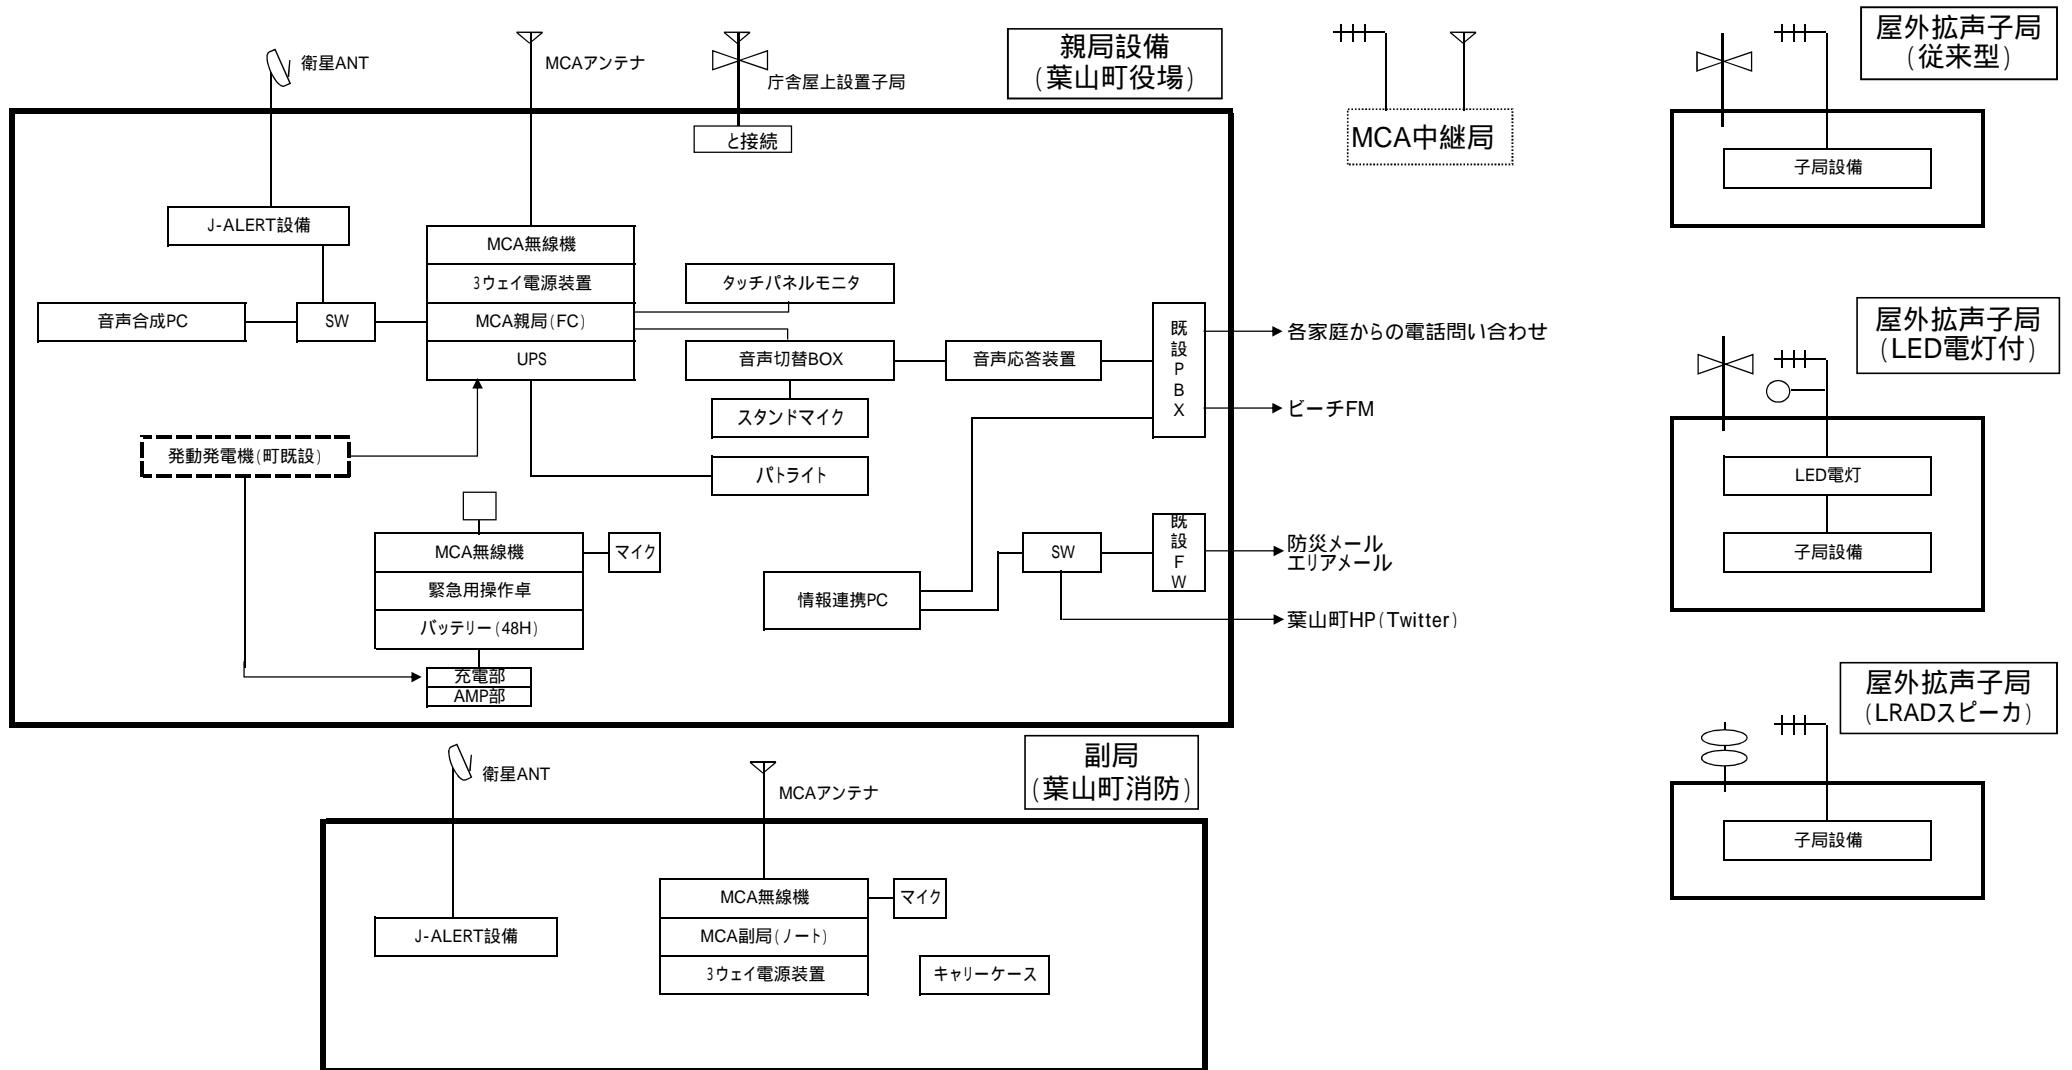 親局設備
(葉山町役場)
衛星ANT
MCAアンテナ
庁舎屋上設置子局
と接続
J-ALERT設備
MCA無線機
3ウェイ電源装置
MCA親局(FC)
UPS
音声合成PC
SW
タッチパネルモニタ
音声切替BOX
音声応答装置
スタンドマイク
パトライト
既
設
P
B
X
各家庭からの電話問い合わせ
ビーチFM
発動発電機(町既設)
MCA無線機
マイク
緊急用操作卓
バッテリー(48H)
充電部
AMP部
情報連携PC
SW
既
設
F
W
防災メール
エリアメール
葉山町HP(Twitter)
副局
(葉山町消防)
衛星ANT
MCAアンテナ
J-ALERT設備
MCA無線機
マイク
MCA副局(ノート)
3ウェイ電源装置
キャリーケース
MCA中継局
屋外拡声子局
(従来型)
子局設備
屋外拡声子局
(LED電灯付)
LED電灯
子局設備
屋外拡声子局
(LRADスピーカ)
子局設備